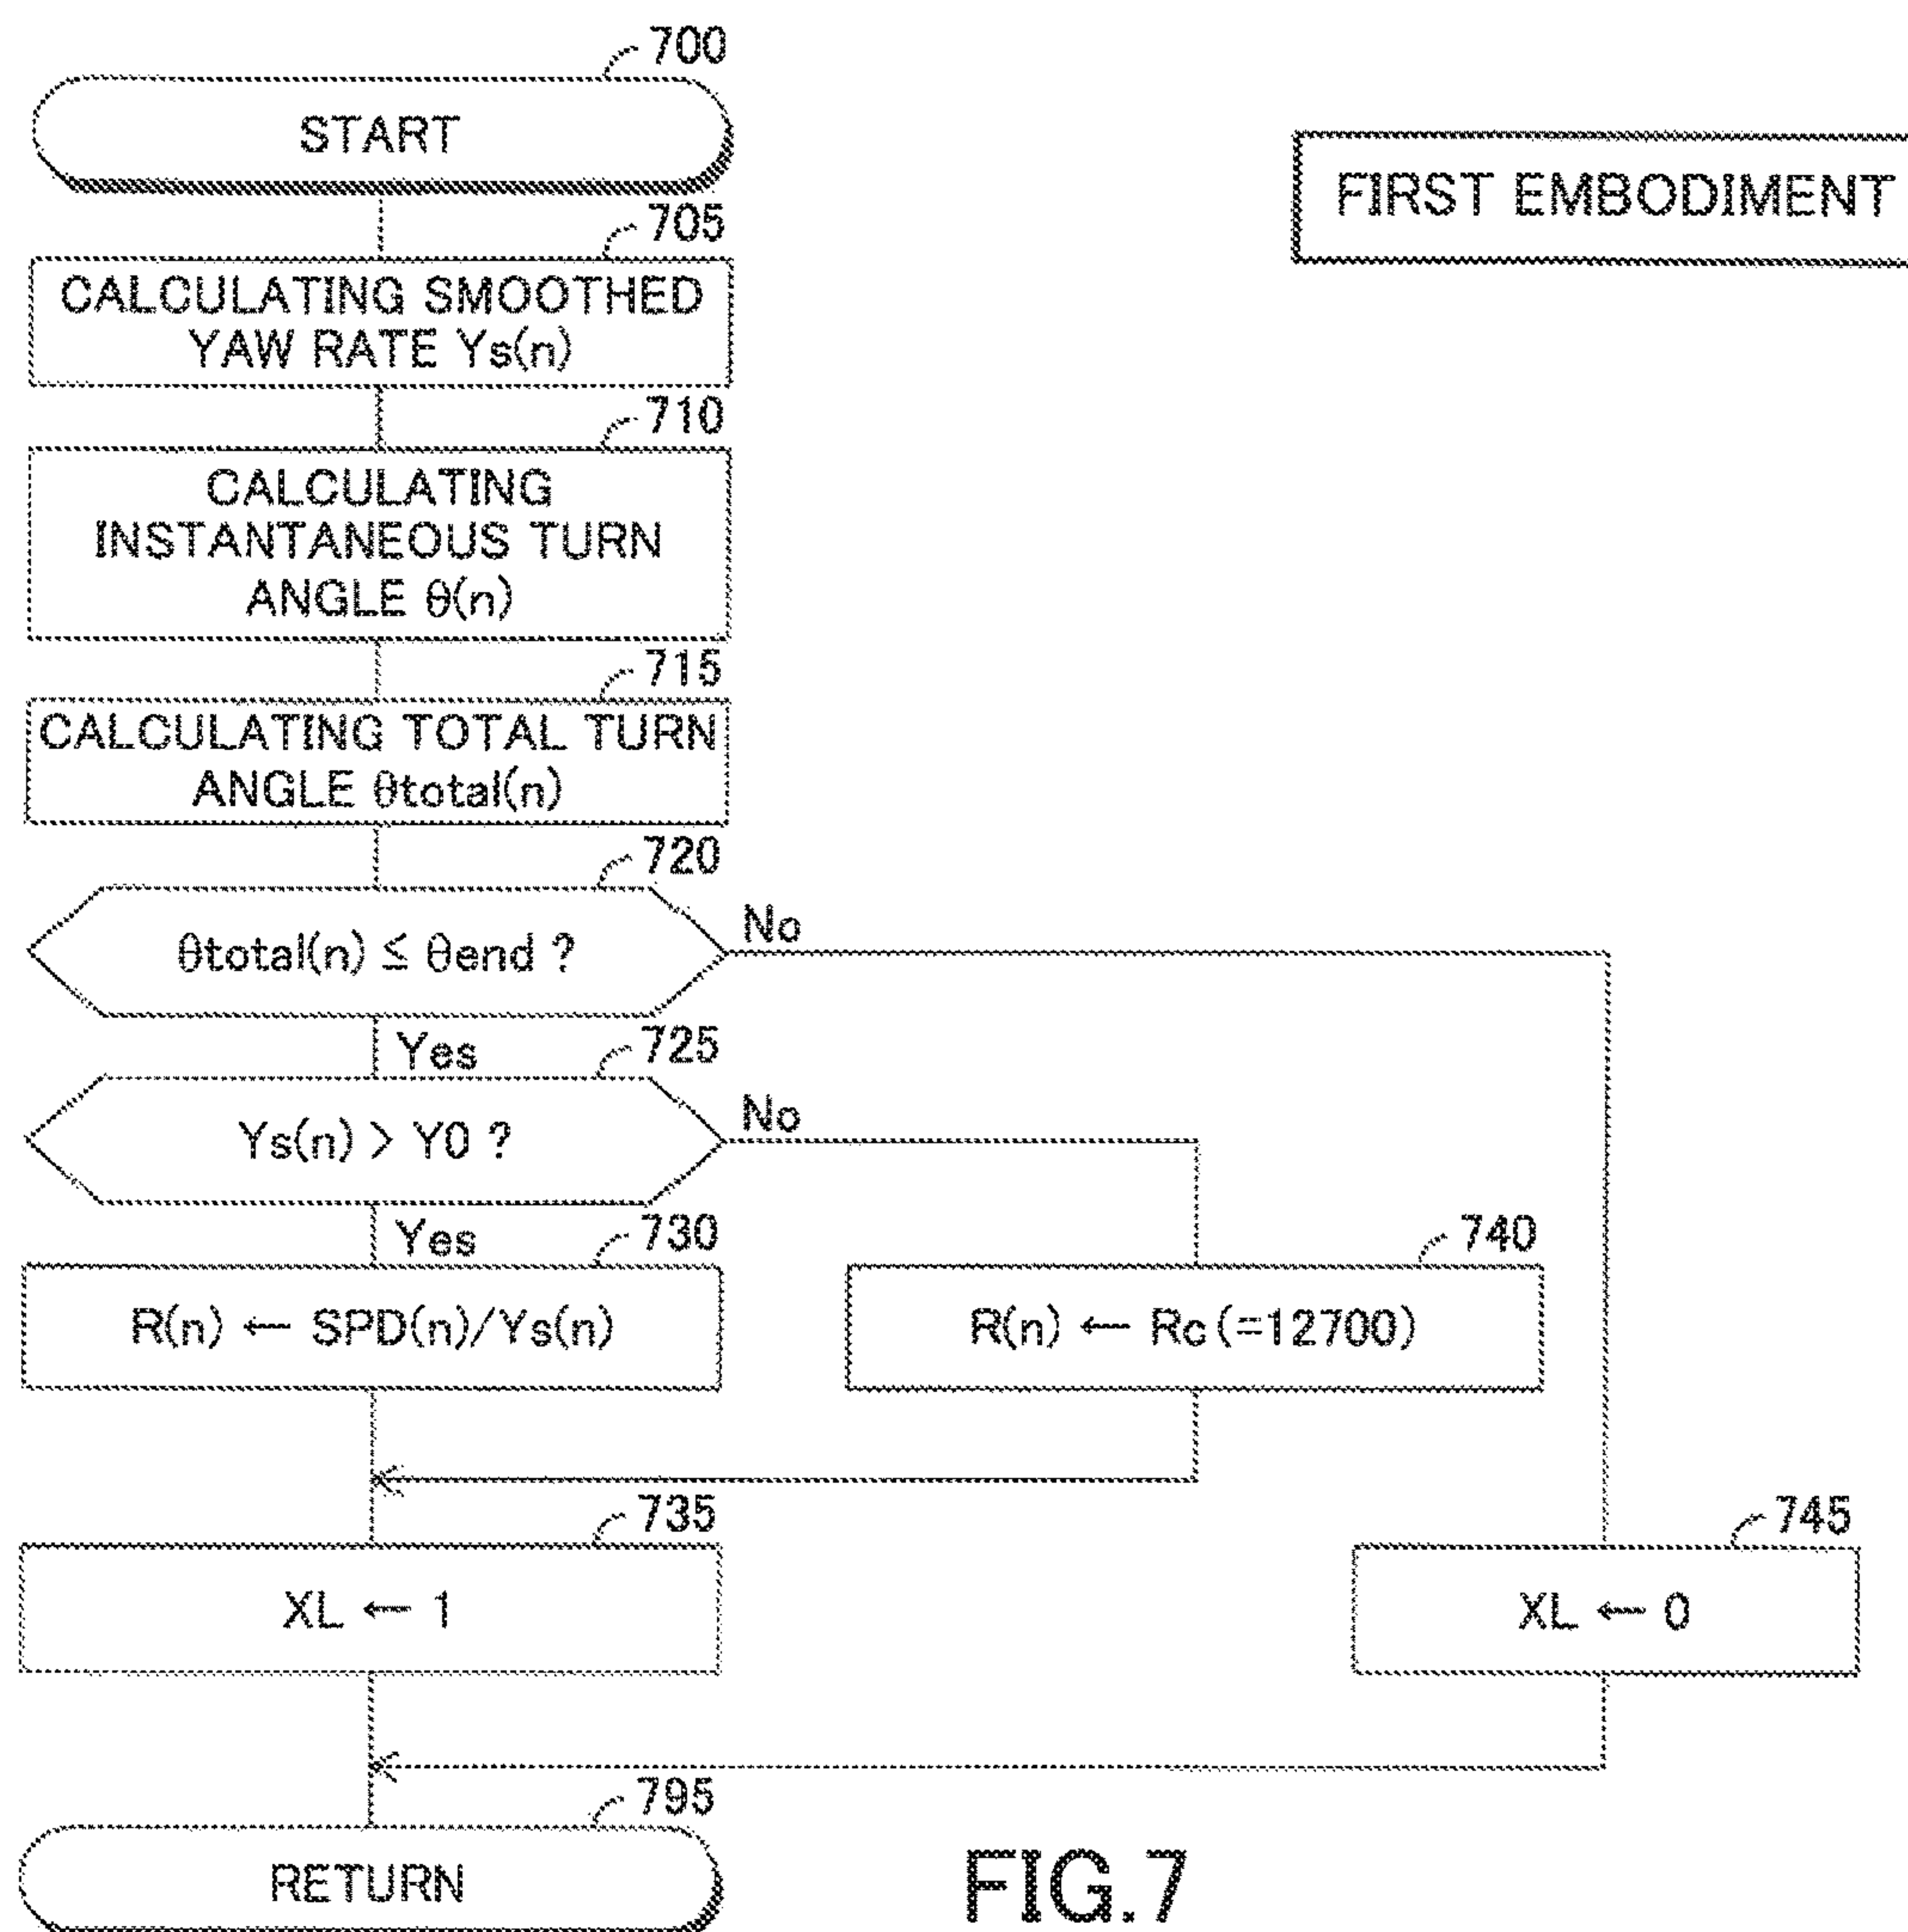 700
START
FIRST EMBODIMENT
705
CALCULATING SMOOTHED
YAW RATE Ys(n)
710
CALCULATING
INSTANTANEOUS TURN
ANGLE θ(n)
715
CALCULATING TOTAL TURN
ANGLE θtotal(n)
720
θtotal(n) ≤ θend ?
No
Yes
725
Ys(n) > Y0 ?
No
Yes
730
R(n) ← SPD(n)/Ys(n)
740
R(n) ← Rc(=12700)
735
XL ← 1
745
XL ← 0
795
RETURN
FIG.7